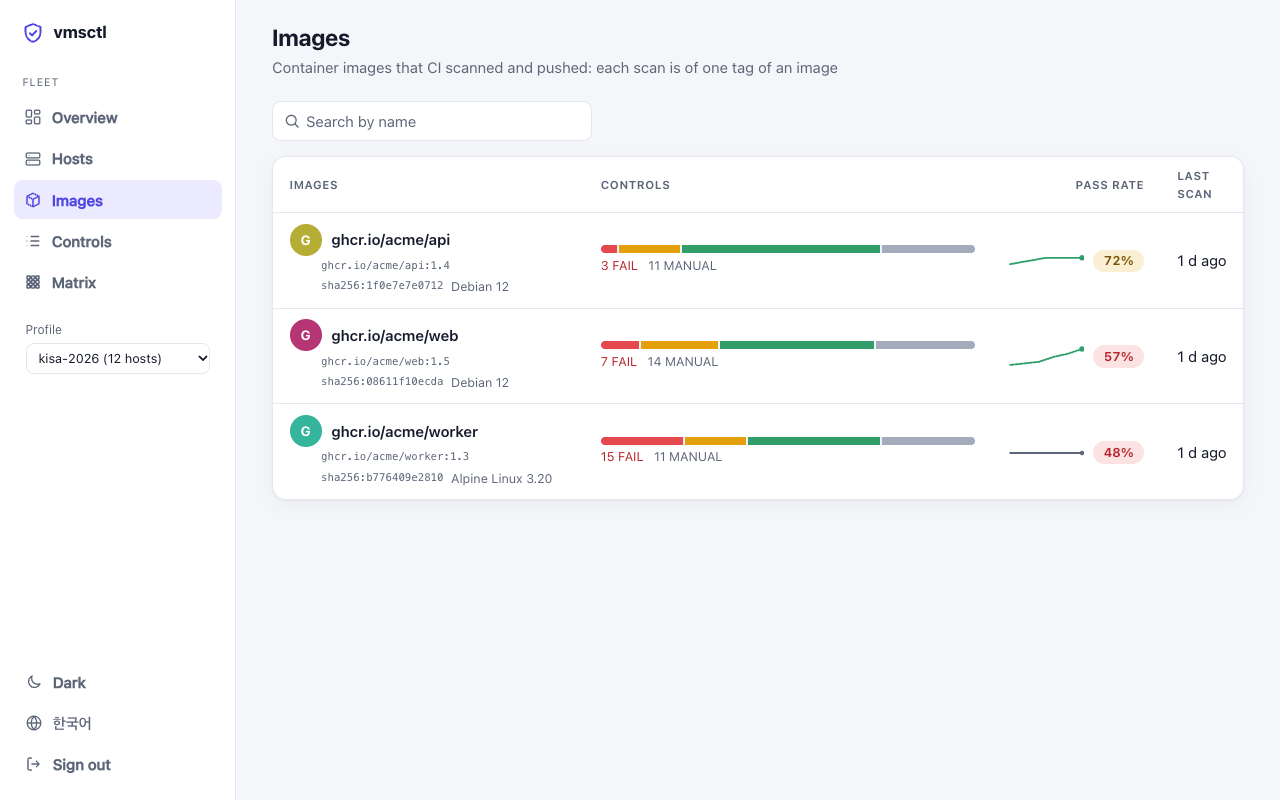 vmsctl
FLEET
Overview
Hosts
Images
Controls
Matrix
Profile
kisa-2026 (12 hosts)
Dark
한국어
Sign out
Images
Container images that CI scanned and pushed: each scan is of one tag of an image
Search by name
IMAGES CONTROLS PASS RATE LAST SCAN
G ghcr.io/acme/api
ghcr.io/acme/api:1.4
sha256:1f0e7e7e0712 Debian 12
3 FAIL 11 MANUAL
72%
1 d ago
G ghcr.io/acme/web
ghcr.io/acme/web:1.5
sha256:08611f10ecda Debian 12
7 FAIL 14 MANUAL
57%
1 d ago
G ghcr.io/acme/worker
ghcr.io/acme/worker:1.3
sha256:b776409e2810 Alpine Linux 3.20
15 FAIL 11 MANUAL
48%
1 d ago